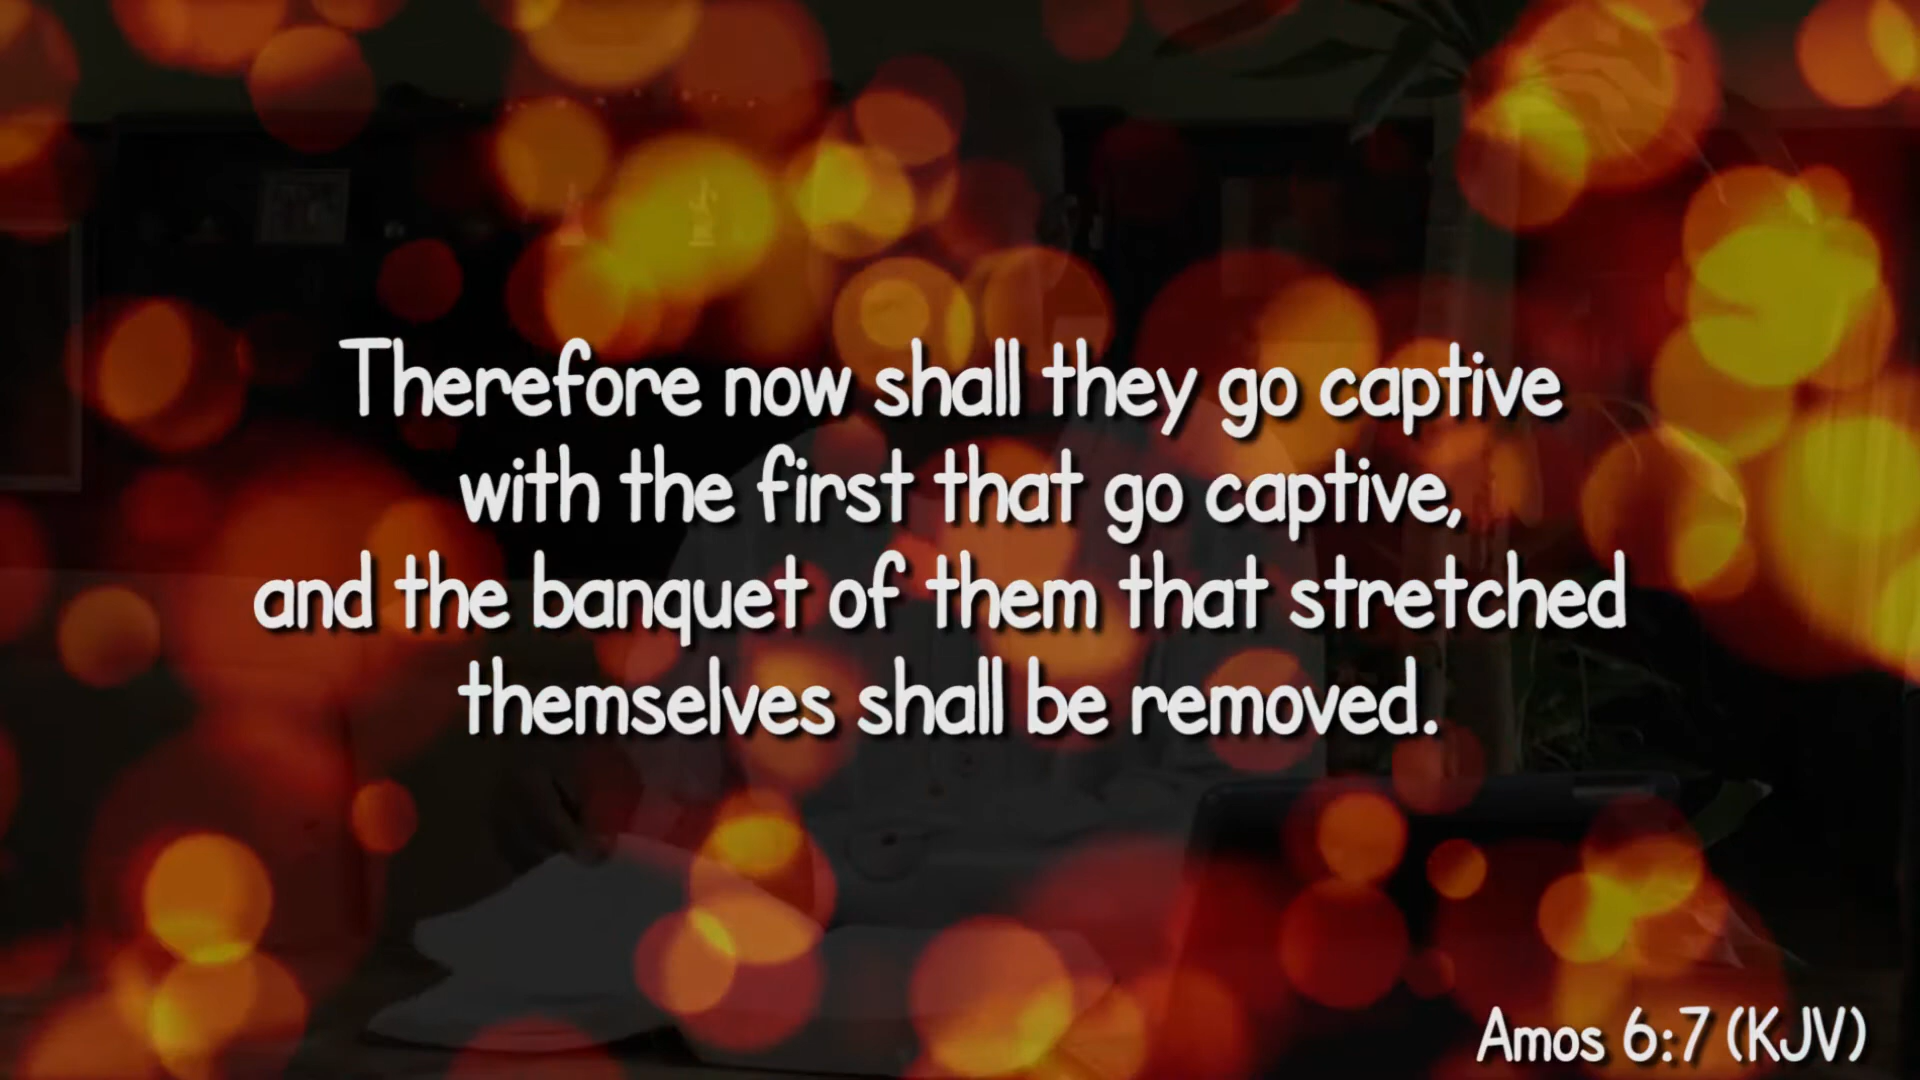 Therefore now shall they go captive
with the first that go captive,
and the banquet of them that stretched
themselves shall be removed.
Amos 6:7 (KJV)